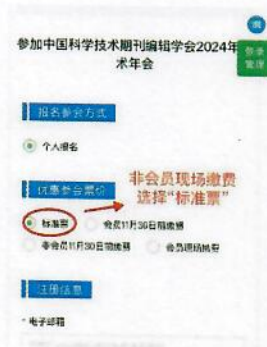 参加中国科学技术期刊编辑学会2024年
术年会
登录
管理
报名参会方式
个人报名
优惠参会票价
非会员现场缴费
选择“标准票”
标准票
会员11月30日前缴费
非会员11月30日前缴费
会员现场缴费
注册信息
* 电子邮箱